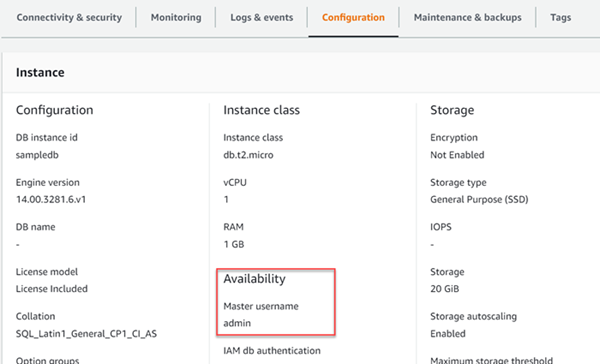 Connectivity & security
Monitoring
Logs & events
Configuration
Maintenance & backups
Tags
Instance
Configuration
DB instance id
sampledb
Engine version
14.00.3281.6.v1
DB name
-
License model
License Included
Collation
SQL_Latin1_General_CP1_CI_AS
Option groups
Instance class
Instance class
db.t2.micro
vCPU
1
RAM
1 GB
Availability
Master username
admin
IAM db authentication
Storage
Encryption
Not Enabled
Storage type
General Purpose (SSD)
IOPS
-
Storage
20 GiB
Storage autoscaling
Enabled
Maximum storage threshold